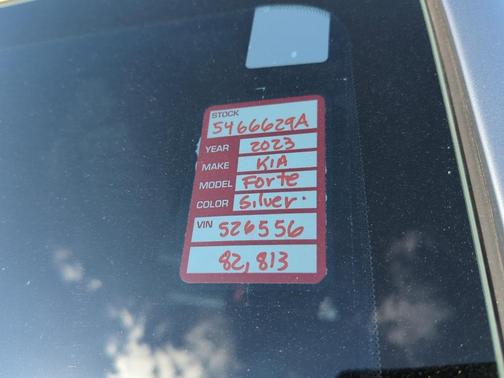 STOCK
5466629A
YEAR 2023
MAKE KIA
MODEL Forte
COLOR Silver.
VIN 526556
82,813